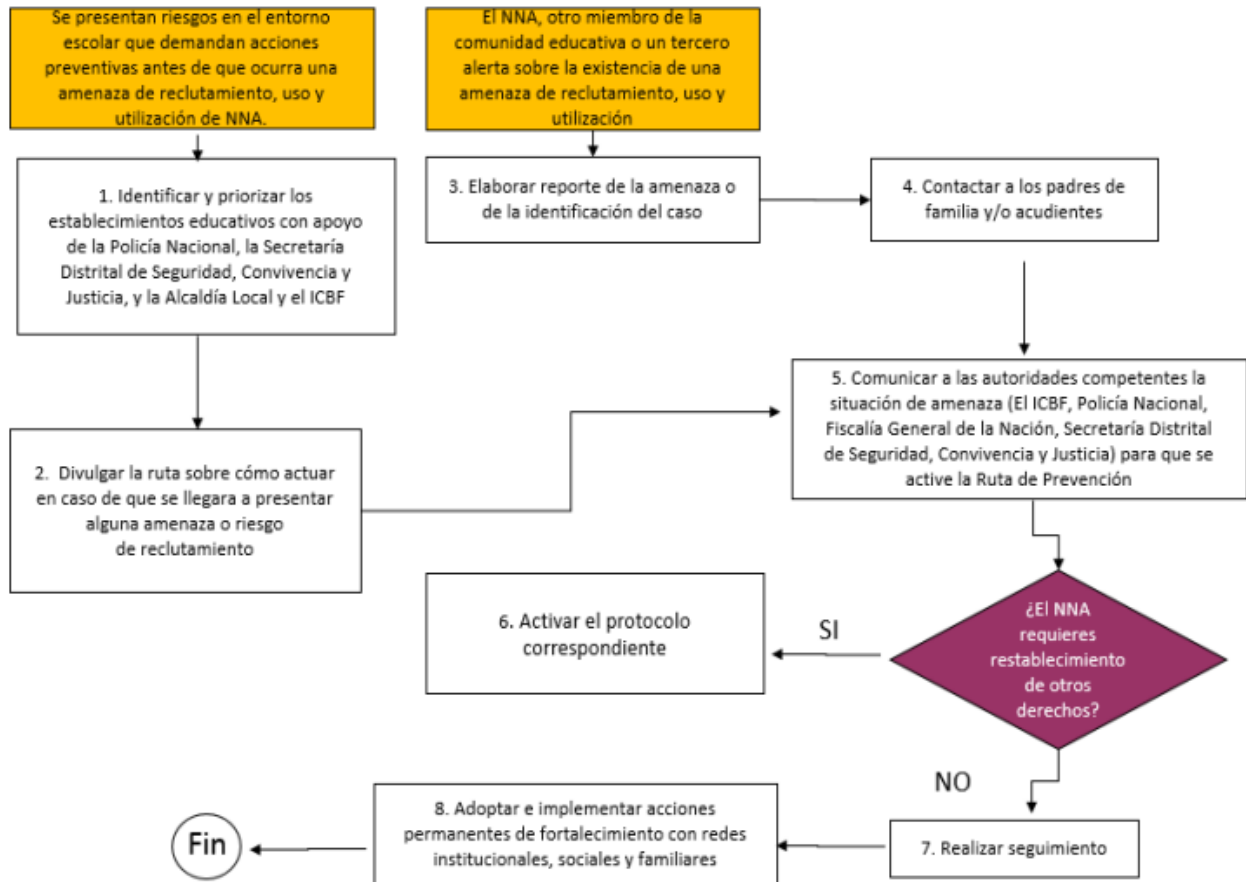 Se presentan riesgos en el entorno
escolar que demandan acciones
preventivas antes de que ocurra una
amenaza de reclutamiento, uso y
utilización de NNA.
El NNA, otro miembro de la
comunidad educativa o un tercero
alerta sobre la existencia de una
amenaza de reclutamiento, uso y
utilización
1. Identificar y priorizar los
establecimientos educativos con apoyo
de la Policía Nacional, la Secretaría
Distrital de Seguridad, Convivencia y
Justicia, y la Alcaldía Local y el ICBF
3. Elaborar reporte de la amenaza o
de la identificación del caso
4. Contactar a los padres de
familia y/o acudientes
2. Divulgar la ruta sobre cómo actuar
en caso de que se llegara a presentar
alguna amenaza o riesgo
de reclutamiento
5. Comunicar a las autoridades competentes la
situación de amenaza (El ICBF, Policía Nacional,
Fiscalía General de la Nación, Secretaría Distrital
de Seguridad, Convivencia y Justicia) para que se
active la Ruta de Prevención
¿El NNA
requieres
restablecimiento
de otros
derechos?
SI
6. Activar el protocolo
correspondiente
NO
7. Realizar seguimiento
8. Adoptar e implementar acciones
permanentes de fortalecimiento con redes
institucionales, sociales y familiares
Fin